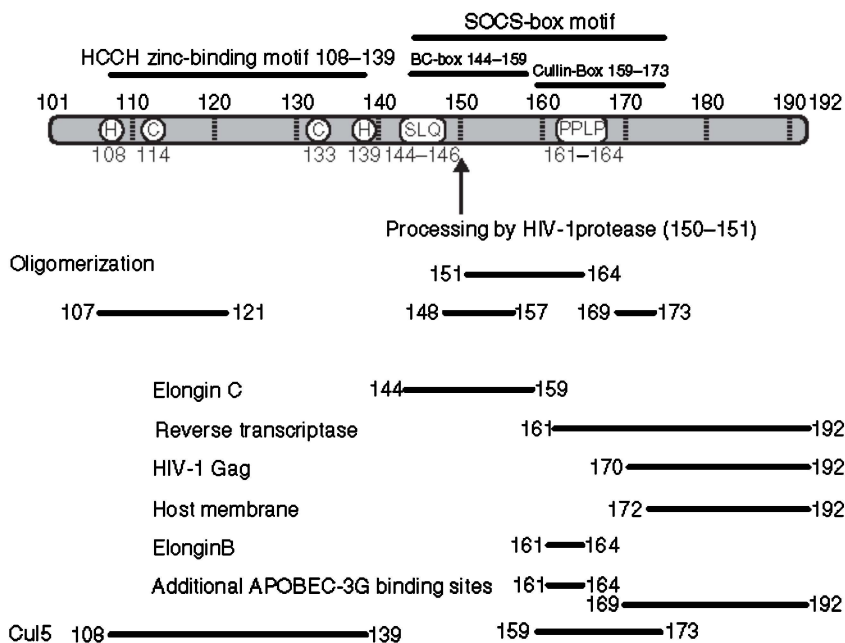 SOCS-box motif
HCCH zinc-binding motif 108–139
BC-box 144–159
Cullin-Box 159–173
101 110 120 130 140 150 160 170 180 190 192
H C C H SLQ PPLP
108 114 133 139 144–146 161–164
Processing by HIV-1protease (150–151)
Oligomerization
151 164
107 121 148 157 169 173
Elongin C 144 159
Reverse transcriptase 161 192
HIV-1 Gag 170 192
Host membrane 172 192
ElonginB 161 164
Additional APOBEC-3G binding sites 161 164
169 192
Cul5 108 139 159 173